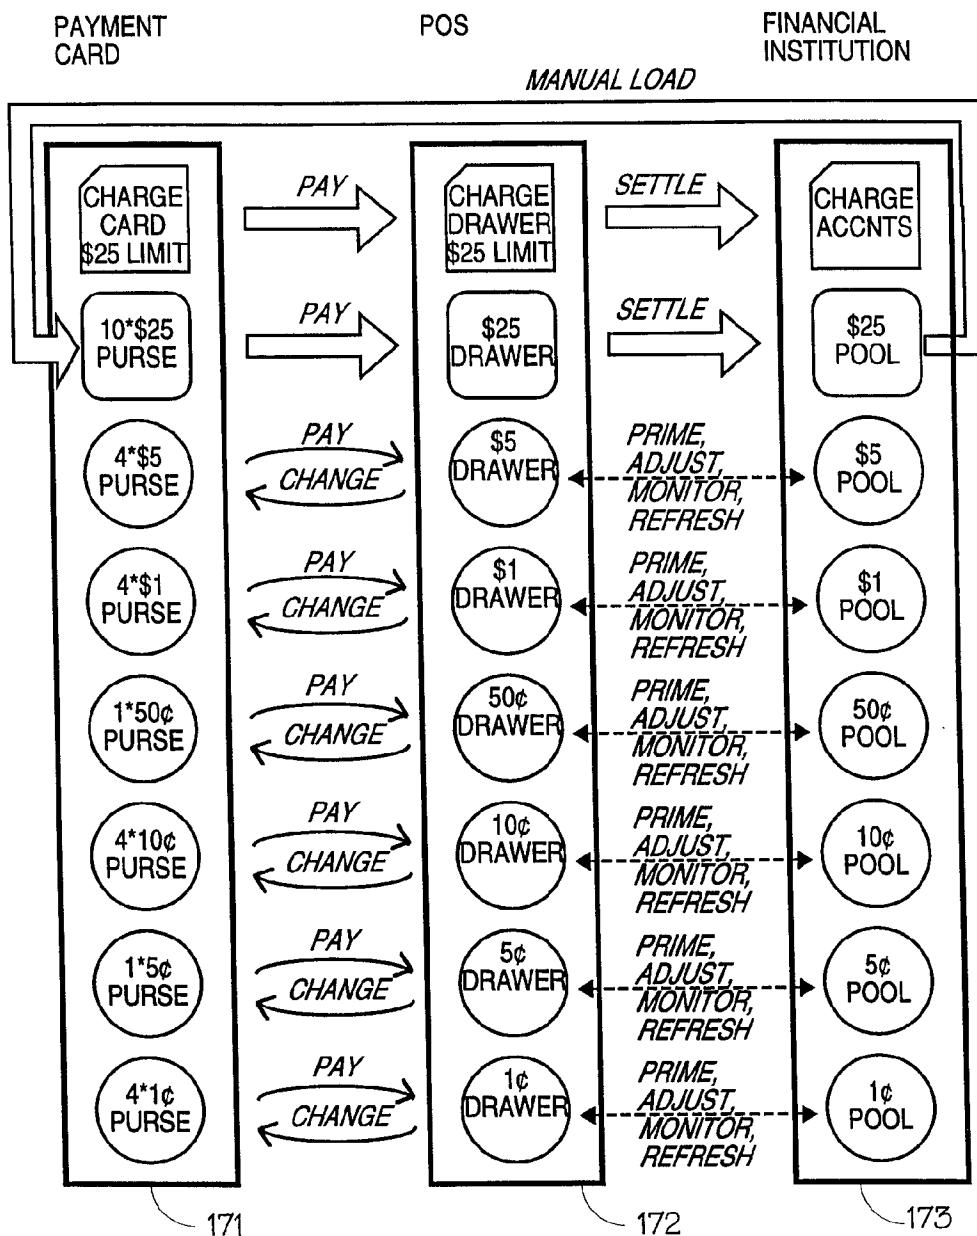 PAYMENT
CARD
POS
FINANCIAL
INSTITUTION
MANUAL LOAD
CHARGE
CARD
$25 LIMIT
PAY
CHARGE
DRAWER
$25 LIMIT
SETTLE
CHARGE
ACCNTS
10*$25
PURSE
PAY
$25
DRAWER
SETTLE
$25
POOL
4*$5
PURSE
PAY
CHANGE
$5
DRAWER
PRIME,
ADJUST,
MONITOR,
REFRESH
$5
POOL
4*$1
PURSE
PAY
CHANGE
$1
DRAWER
PRIME,
ADJUST,
MONITOR,
REFRESH
$1
POOL
1*50¢
PURSE
PAY
CHANGE
50¢
DRAWER
PRIME,
ADJUST,
MONITOR,
REFRESH
50¢
POOL
4*10¢
PURSE
PAY
CHANGE
10¢
DRAWER
PRIME,
ADJUST,
MONITOR,
REFRESH
10¢
POOL
1*5¢
PURSE
PAY
CHANGE
5¢
DRAWER
PRIME,
ADJUST,
MONITOR,
REFRESH
5¢
POOL
4*1¢
PURSE
PAY
CHANGE
1¢
DRAWER
PRIME,
ADJUST,
MONITOR,
REFRESH
1¢
POOL
171
172
173